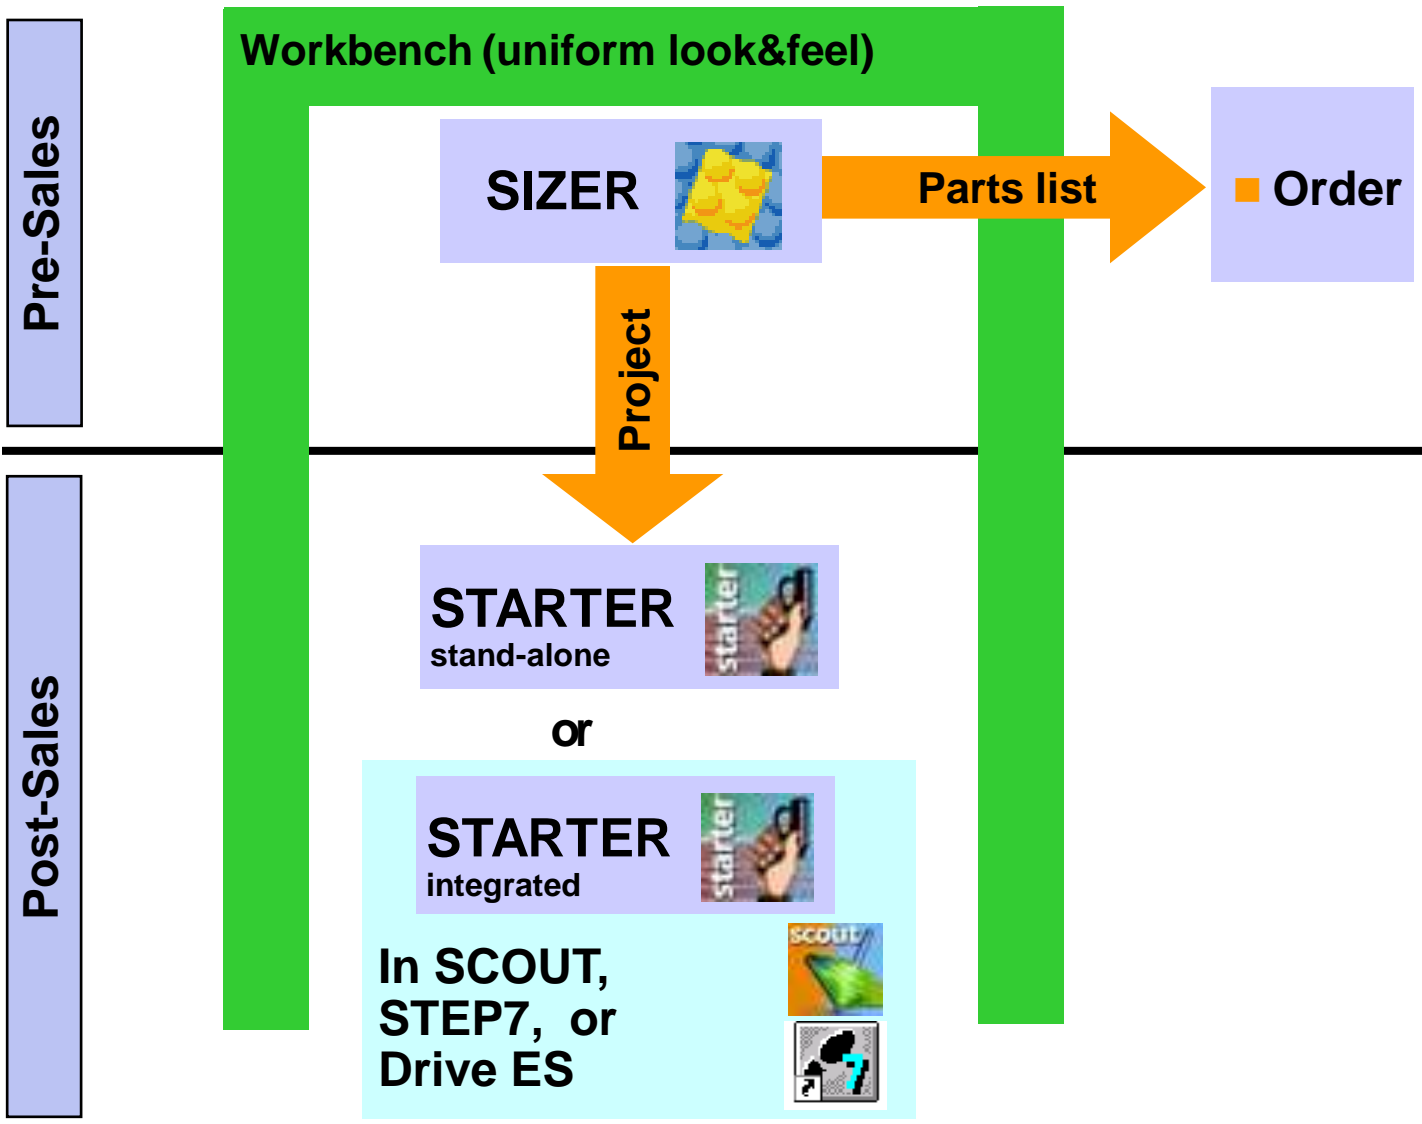 Workbench (uniform look&feel)
Pre-Sales
SIZER
Parts list
■ Order
Project
STARTER
stand-alone
starter
or
Post-Sales
STARTER
integrated
starter
In SCOUT,
STEP7, or
Drive ES
scout
7